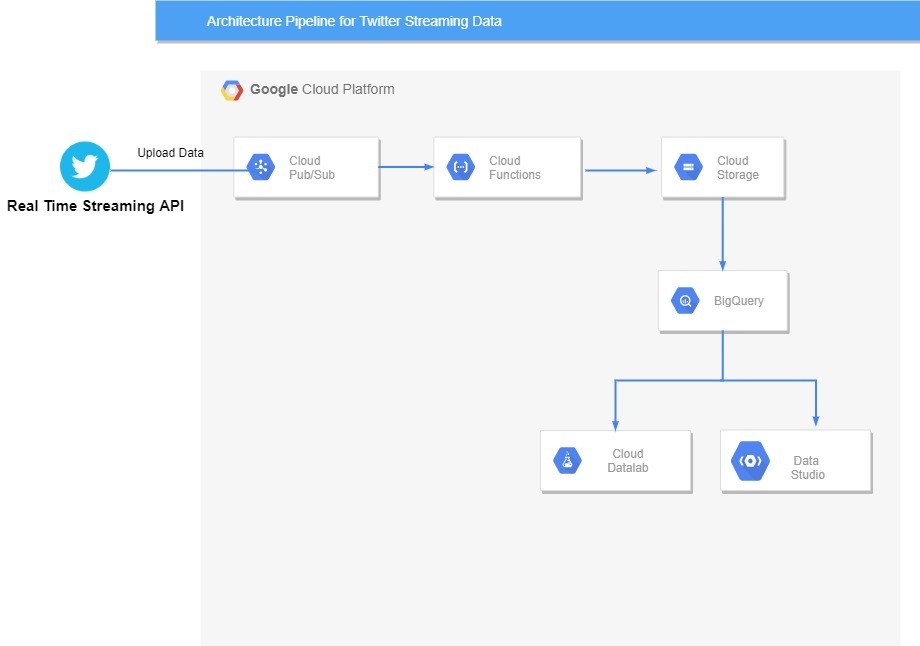 Architecture Pipeline for Twitter Streaming Data
Google Cloud Platform
Upload Data
Real Time Streaming API
Cloud
Pub/Sub
Cloud
Functions
Cloud
Storage
BigQuery
Cloud
Datalab
Data
Studio